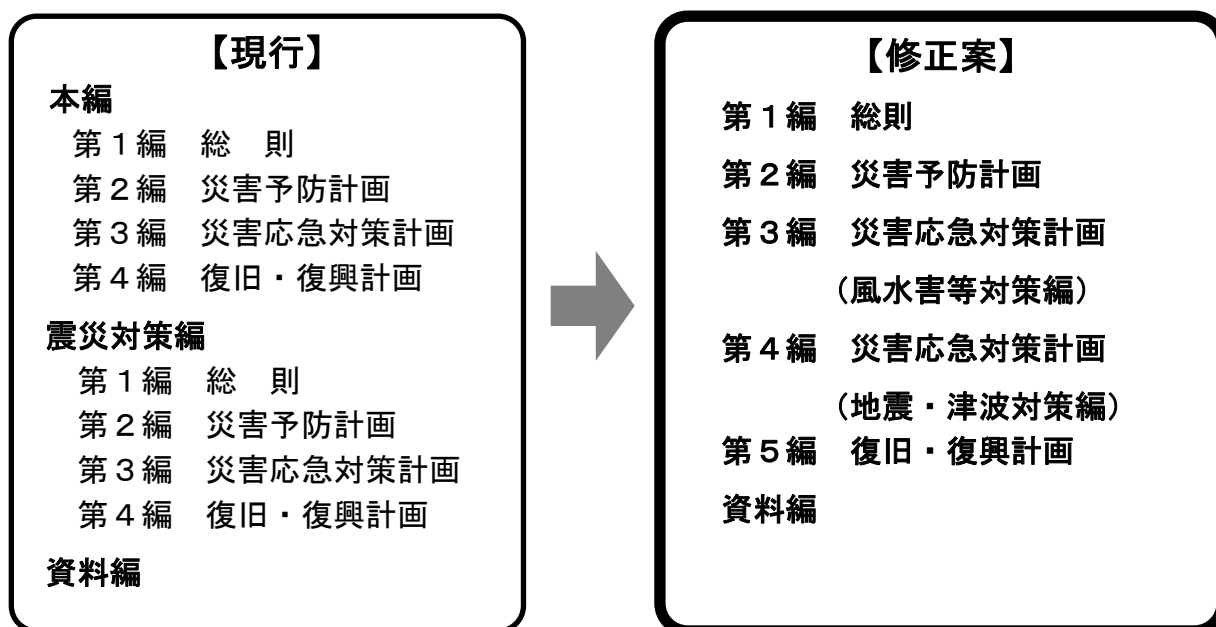 【現行】
本編
第１編　総　則
第２編　災害予防計画
第３編　災害応急対策計画
第４編　復旧・復興計画
震災対策編
第１編　総　則
第２編　災害予防計画
第３編　災害応急対策計画
第４編　復旧・復興計画
資料編
【修正案】
第１編　総則
第２編　災害予防計画
第３編　災害応急対策計画
（風水害等対策編）
第４編　災害応急対策計画
（地震・津波対策編）
第５編　復旧・復興計画
資料編